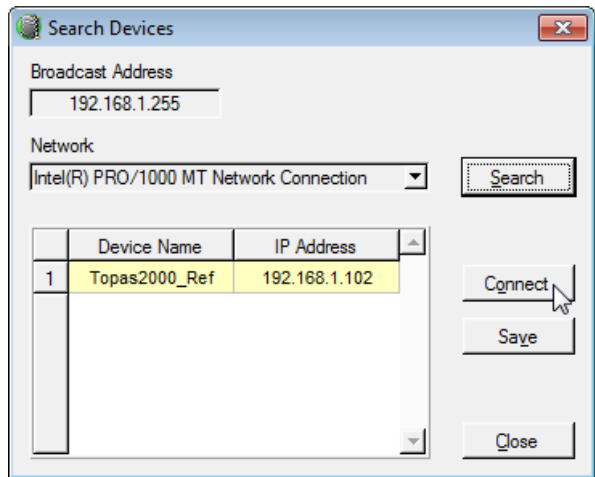 Search Devices
Broadcast Address
192.168.1.255
Network
Intel(R) PRO/1000 MT Network Connection
Search
Device Name IP Address
1 Topas2000_Ref 192.168.1.102
Connect
Save
Close